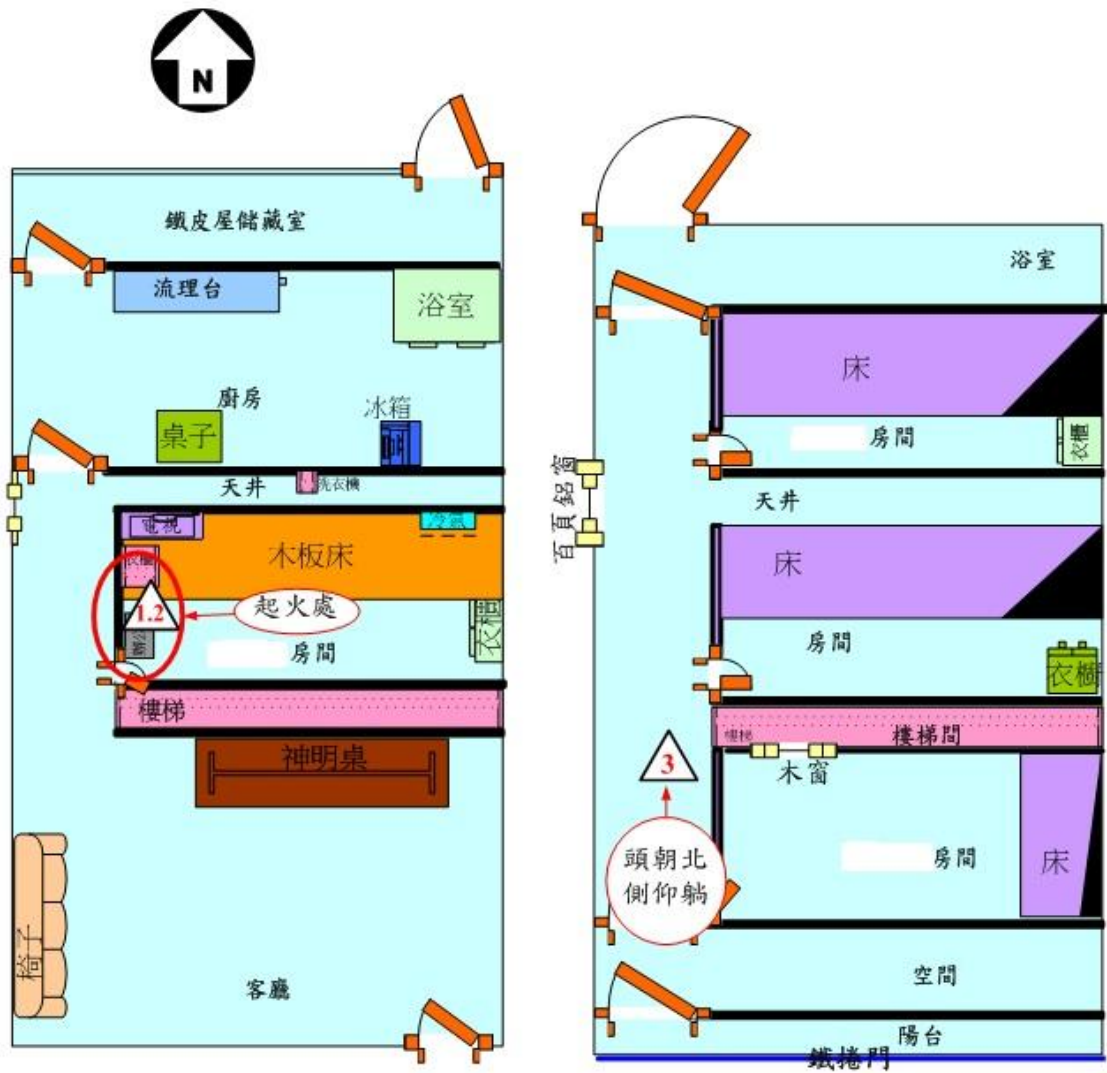 N
鐵皮屋儲藏室
流理台
浴室
廚房
桌子
冰箱
天井
洗衣機
電視
冷氣
木板床
衣櫥
1.2
起火處
衣櫃
辦公
房間
樓梯
神明桌
椅子
客廳
浴室
床
房間
衣櫃
百頁鋁窗
天井
床
房間
衣櫥
樓梯
樓梯間
木窗
3
頭朝北
側仰躺
房間
床
空間
陽台
鐵捲門